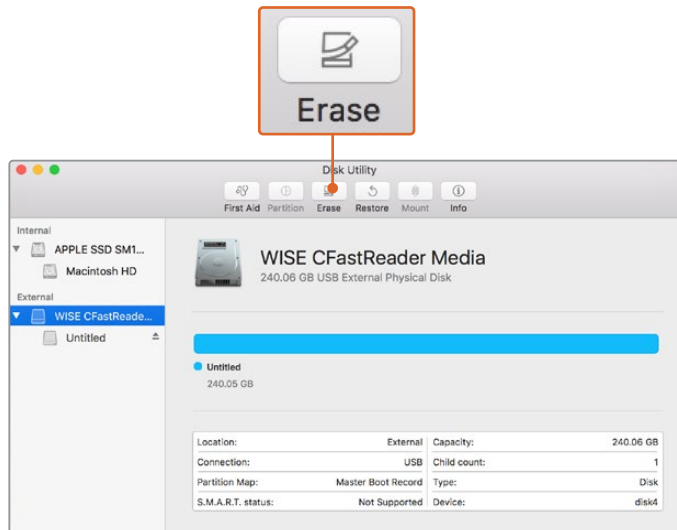 Erase
Disk Utility
First Aid Partition Erase Restore Mount Info
Internal
APPLE SSD SM1...
Macintosh HD
External
WISE CFastReade...
Untitled
WISE CFastReader Media
240.06 GB USB External Physical Disk
Untitled
240.05 GB
Location: External Capacity: 240.06 GB
Connection: USB Child count: 1
Partition Map: Master Boot Record Type: Disk
S.M.A.R.T. status: Not Supported Device: disk4